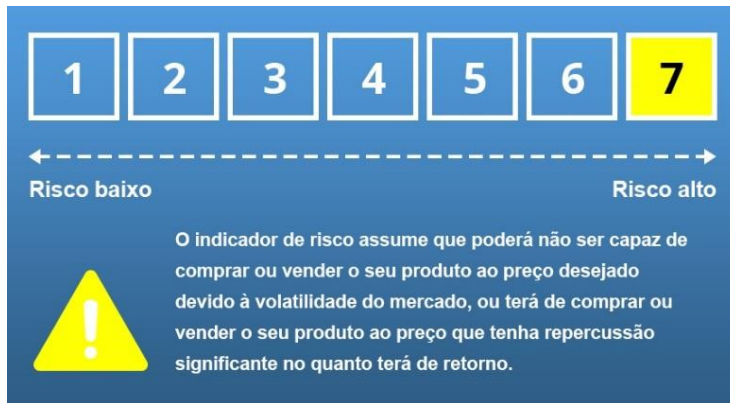 1 2 3 4 5 6 7
Risco baixo Risco alto
O indicador de risco assume que poderá não ser capaz de
comprar ou vender o seu produto ao preço desejado
devido à volatilidade do mercado, ou terá de comprar ou
vender o seu produto ao preço que tenha repercussão
significante no quanto terá de retorno.